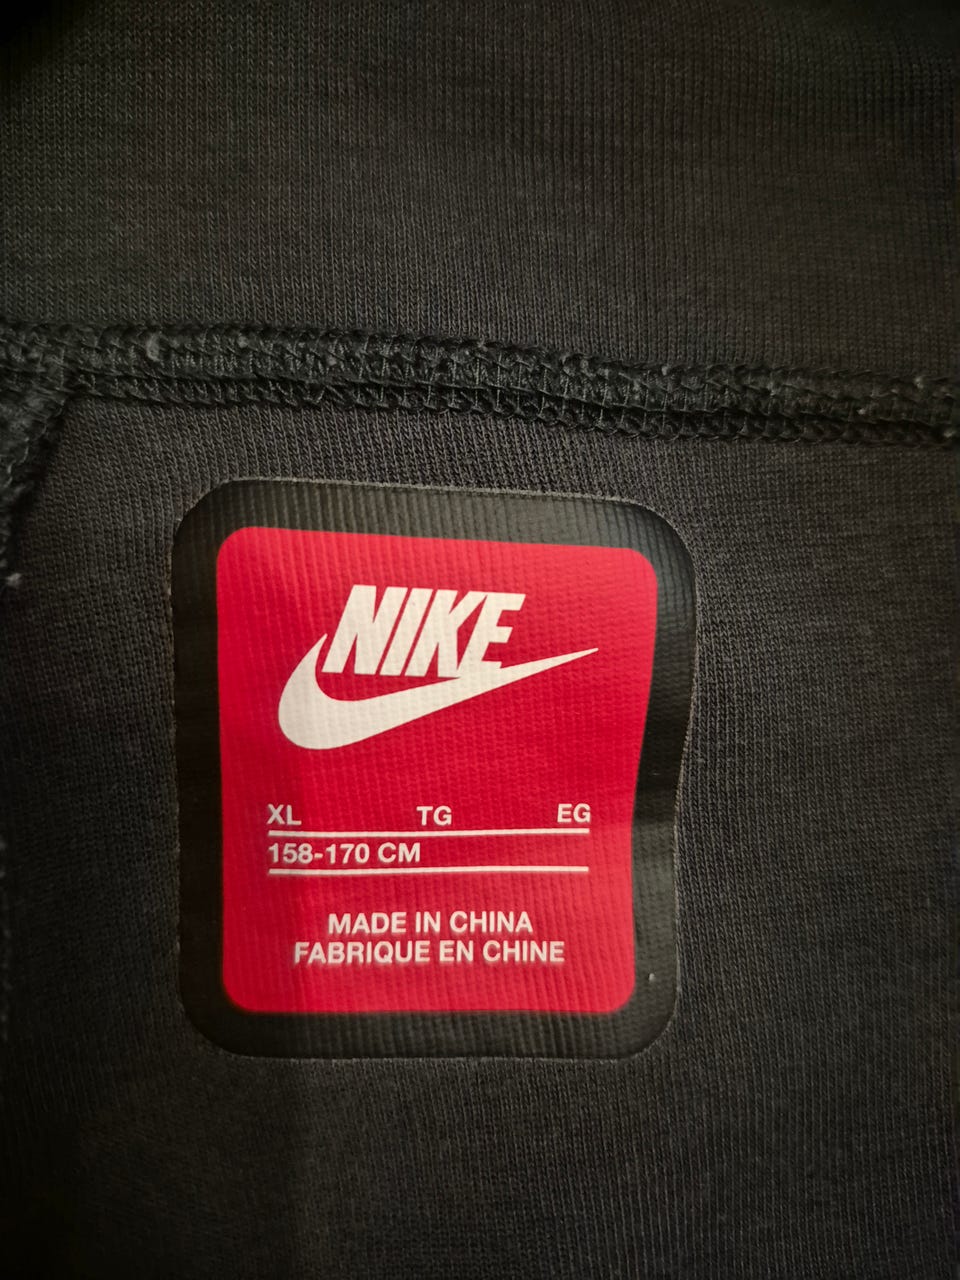 NIKE
XL TG EG
158-170 CM
MADE IN CHINA
FABRIQUE EN CHINE